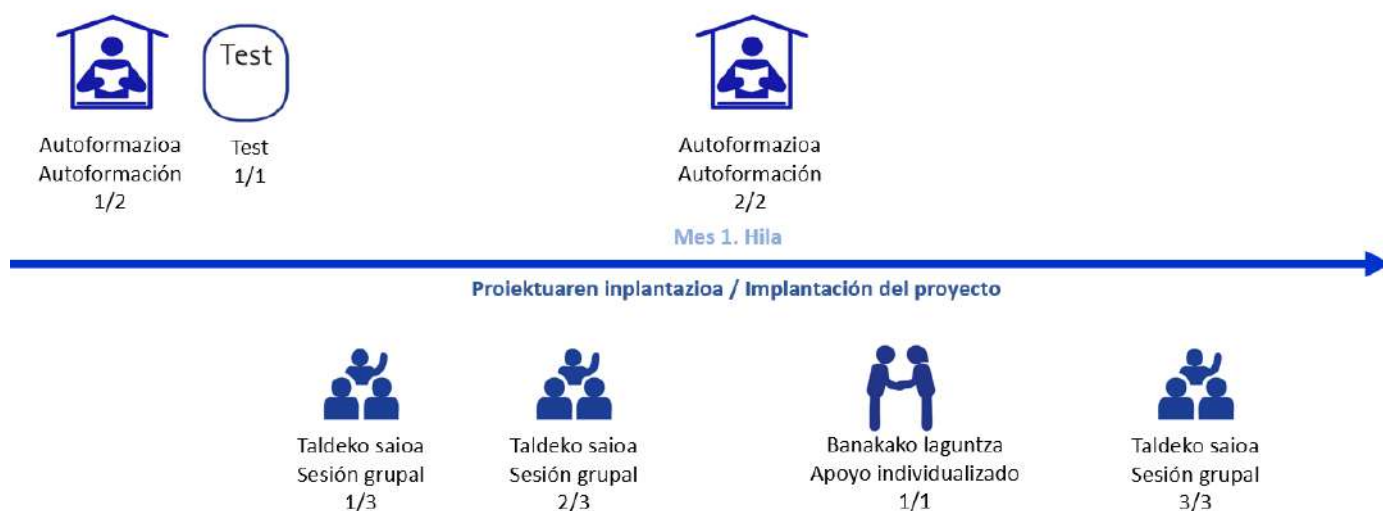 Test
Autoformazioa
Autoformación
1/2
Test
1/1
Autoformazioa
Autoformación
2/2
Mes 1. Hila
Proiektuaren inplantazioa / Implantación del proyecto
Taldeko saioa
Sesión grupal
1/3
Taldeko saioa
Sesión grupal
2/3
Banakako laguntza
Apoyo individualizado
1/1
Taldeko saioa
Sesión grupal
3/3